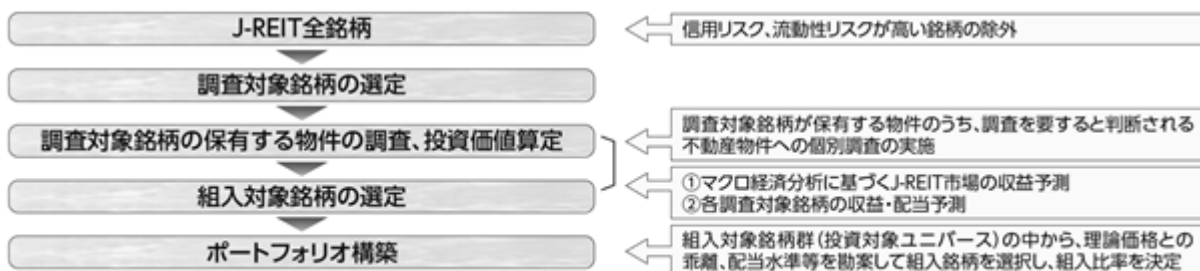 J-REIT全銘柄
信用リスク、流動性リスクが高い銘柄の除外
調査対象銘柄の選定
調査対象銘柄の保有する物件の調査、投資価値算定
調査対象銘柄が保有する物件のうち、調査を要すると判断される
不動産物件への個別調査の実施
組入対象銘柄の選定
①マクロ経済分析に基づくJ-REIT市場の収益予測
②各調査対象銘柄の収益・配当予測
ポートフォリオ構築
組入対象銘柄群(投資対象ユニバース)の中から、理論価格との
乖離、配当水準等を勘案して組入銘柄を選択し、組入比率を決定